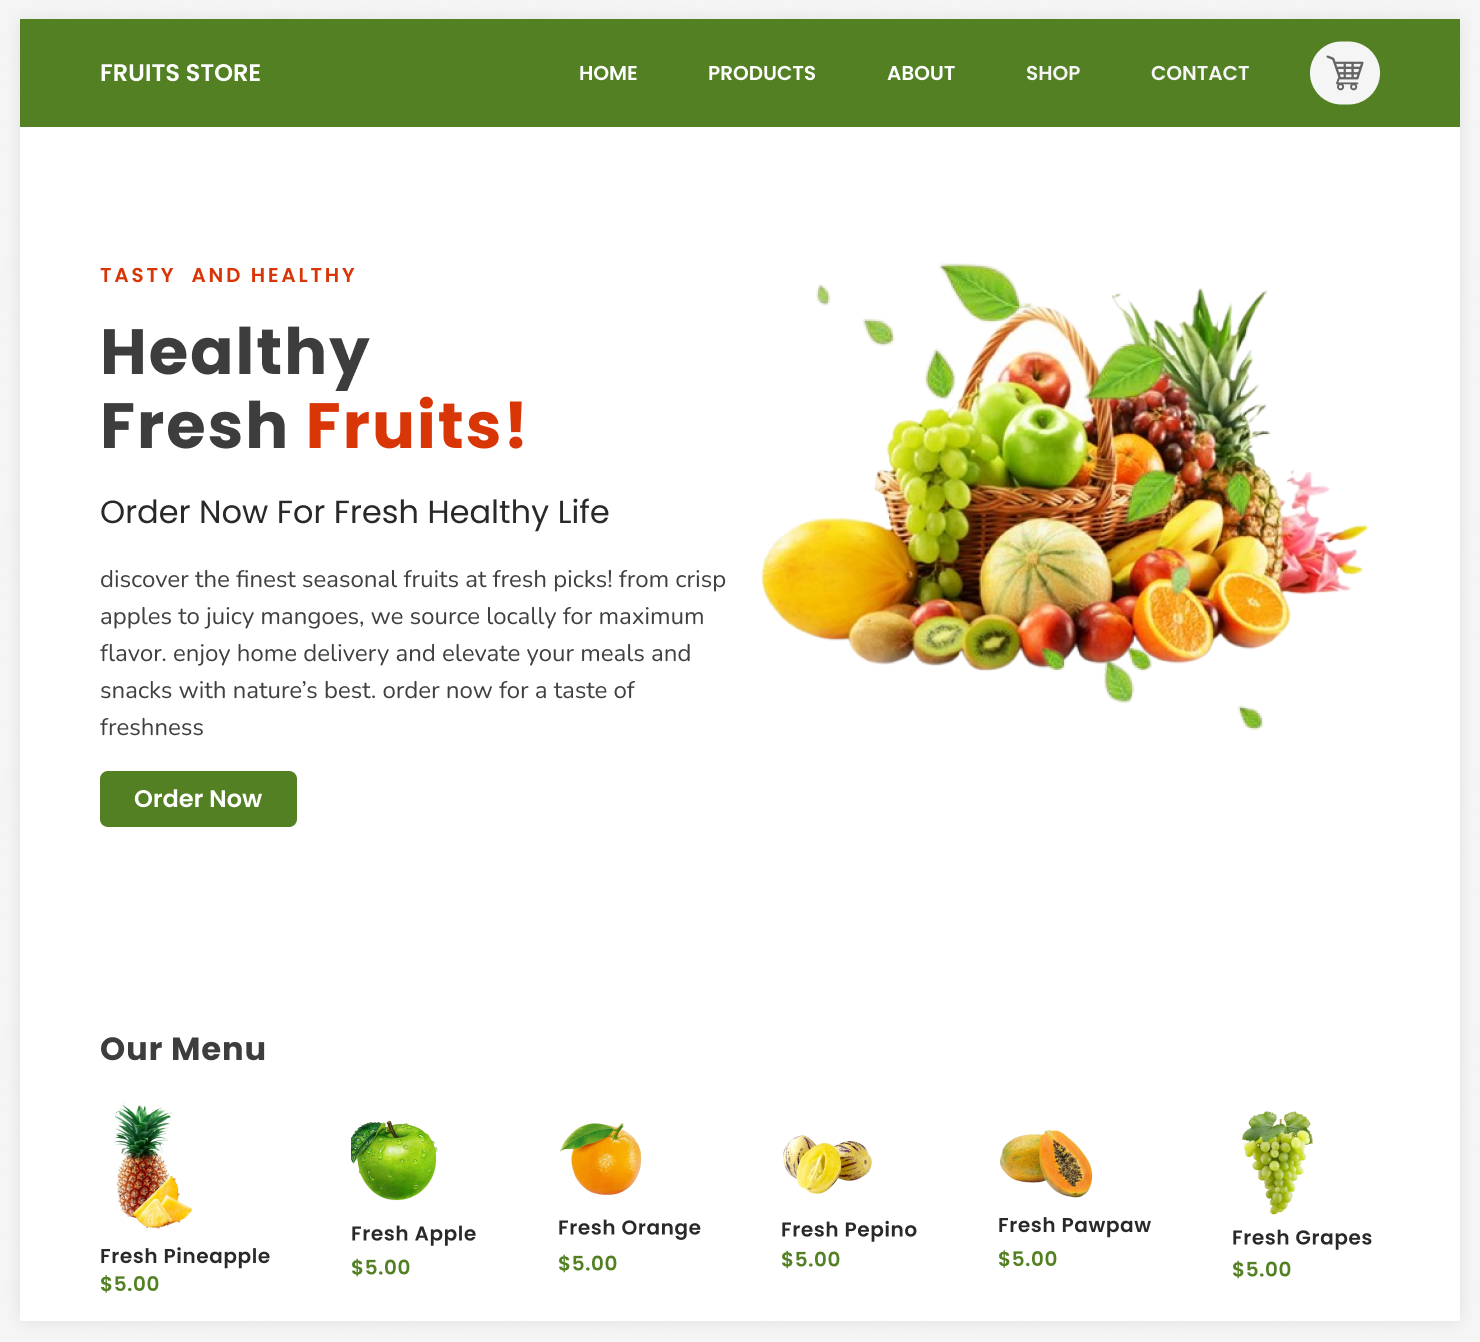 FRUITS STORE
HOME PRODUCTS ABOUT SHOP CONTACT
TASTY AND HEALTHY
Healthy
Fresh Fruits!
Order Now For Fresh Healthy Life
discover the finest seasonal fruits at fresh picks! from crisp
apples to juicy mangoes, we source locally for maximum
flavor. enjoy home delivery and elevate your meals and
snacks with nature’s best. order now for a taste of
freshness
Order Now
Our Menu
Fresh Pineapple
$5.00
Fresh Apple
$5.00
Fresh Orange
$5.00
Fresh Pepino
$5.00
Fresh Pawpaw
$5.00
Fresh Grapes
$5.00